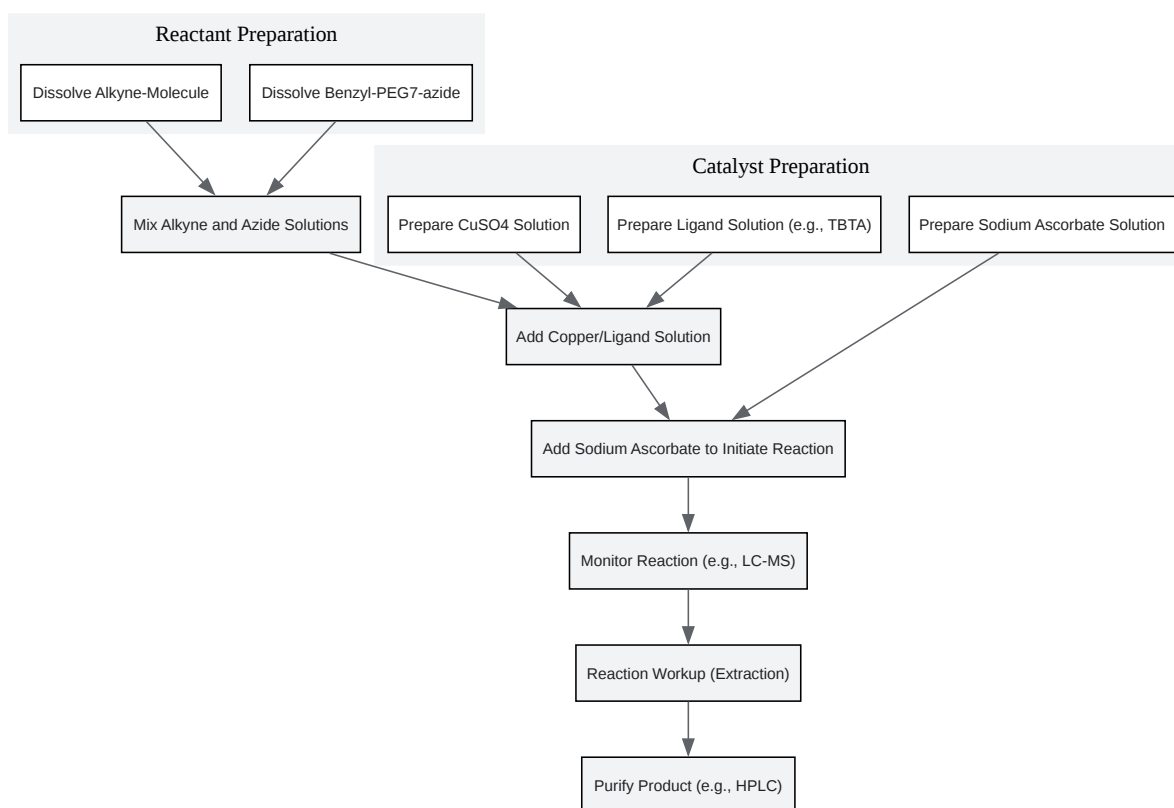 Reactant Preparation
Dissolve Alkyne-Molecule
Dissolve Benzyl-PEG7-azide
Catalyst Preparation
Mix Alkyne and Azide Solutions
Prepare CuSO4 Solution
Prepare Ligand Solution (e.g., TBTA)
Prepare Sodium Ascorbate Solution
Add Copper/Ligand Solution
Add Sodium Ascorbate to Initiate Reaction
Monitor Reaction (e.g., LC-MS)
Reaction Workup (Extraction)
Purify Product (e.g., HPLC)